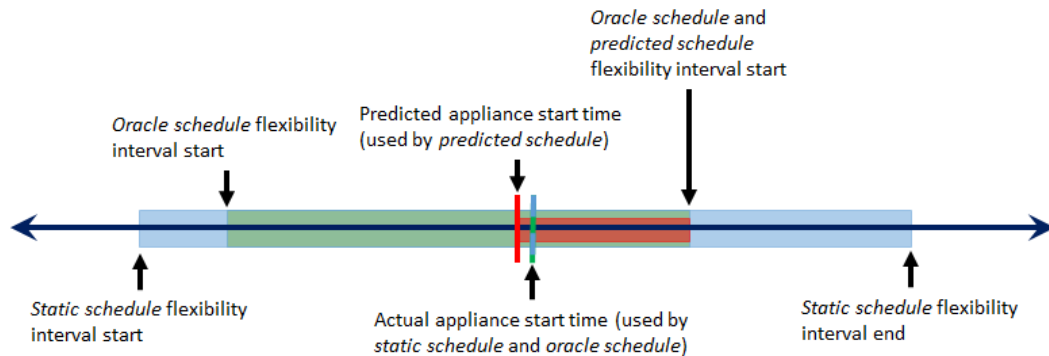 Oracle schedule and
predicted schedule
flexibility interval start
Predicted appliance start time
(used by predicted schedule)
Oracle schedule flexibility
interval start
Static schedule flexibility
interval start
Actual appliance start time (used by
static schedule and oracle schedule)
Static schedule flexibility
interval end